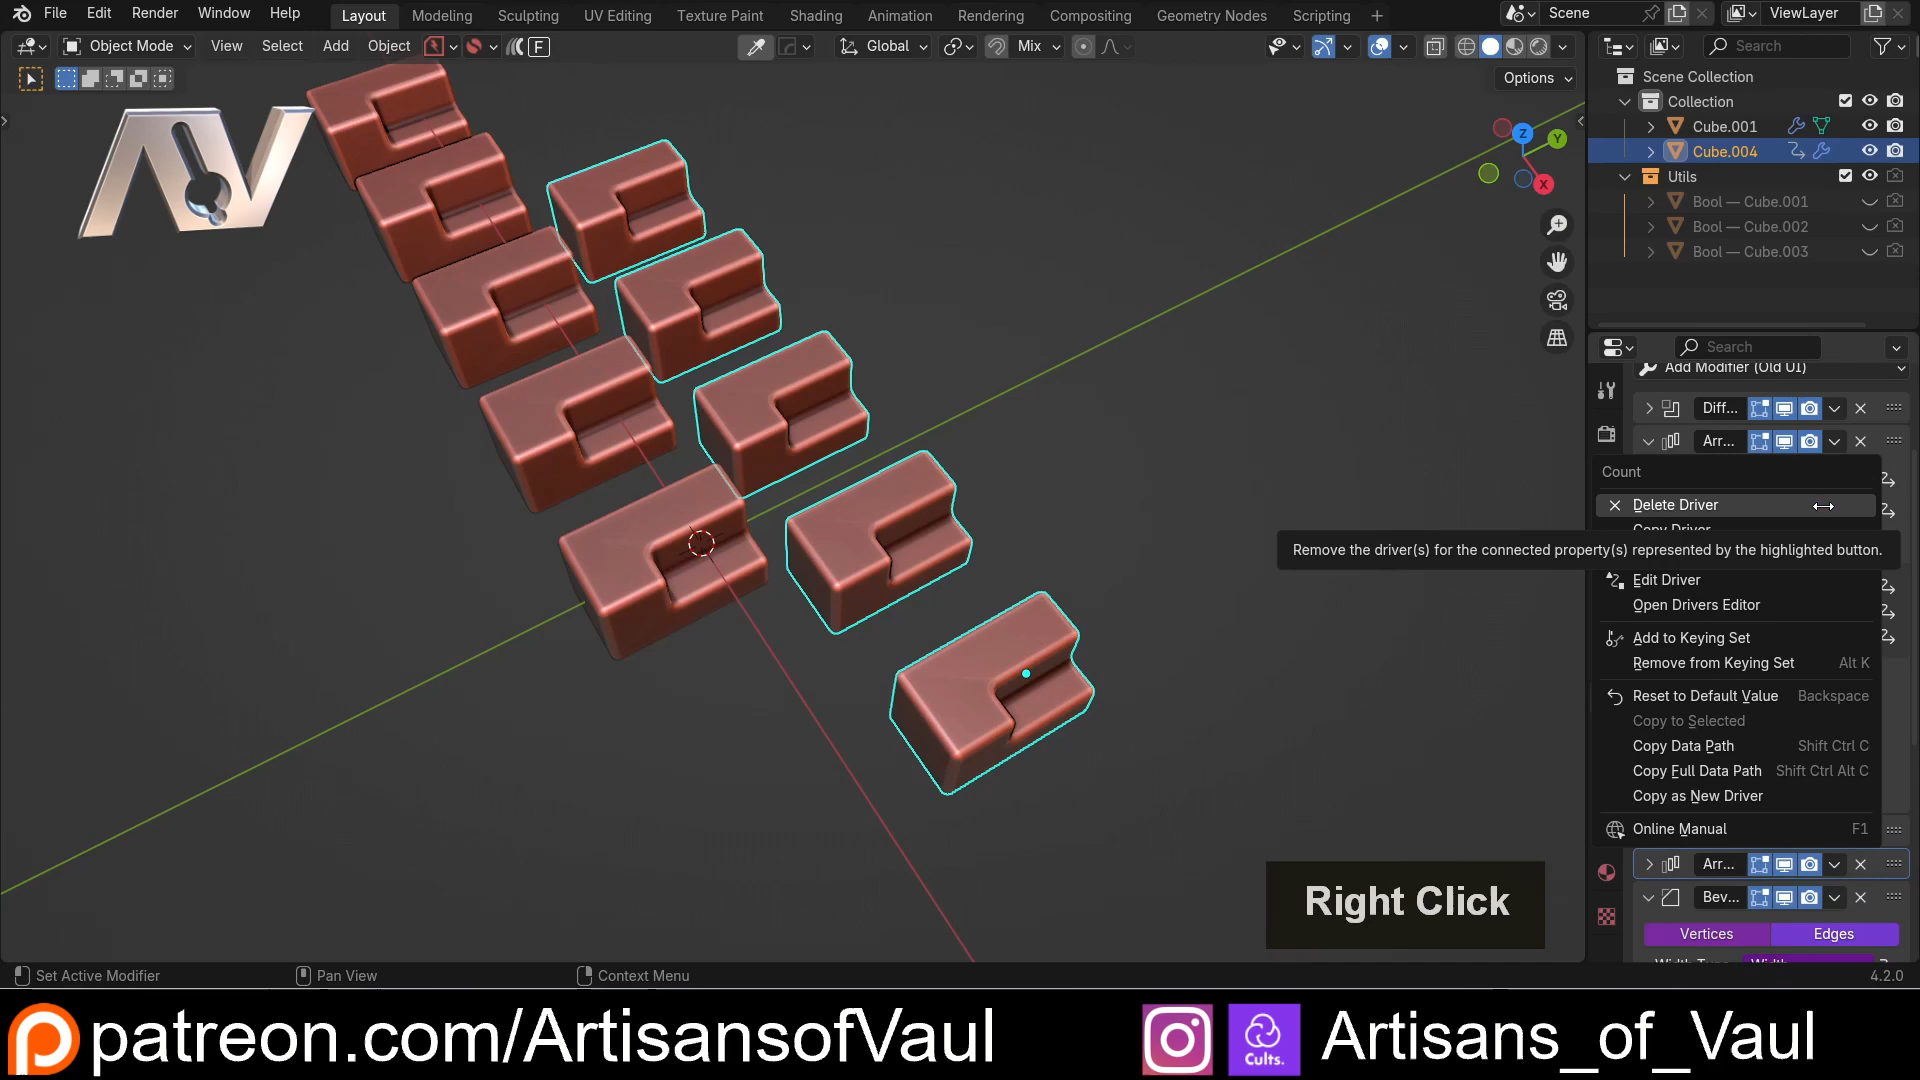 File Edit Render Window Help Layout Modeling Sculpting UV Editing Texture Paint Shading Animation Rendering Compositing Geometry Nodes Scripting + Scene ViewLayer
Object Mode View Select Add Object F Global Mix Search
Options
Scene Collection
Collection
Cube.001
Cube.004
Utils
Bool — Cube.001
Bool — Cube.002
Bool — Cube.003
Z
Y
X
AV
Search
Add Modifier (Old UI)
Diff...
Arr...
Count
Delete Driver
Copy Driver
Remove the driver(s) for the connected property(s) represented by the highlighted button.
Edit Driver
Open Drivers Editor
Add to Keying Set
Remove from Keying Set Alt K
Reset to Default Value Backspace
Copy to Selected
Copy Data Path Shift Ctrl C
Copy Full Data Path Shift Ctrl Alt C
Copy as New Driver
Online Manual F1
Arr...
Bev...
Vertices Edges
Width Type Width
Right Click
Set Active Modifier Pan View Context Menu 4.2.0
patreon.com/ArtisansofVaul Cults. Artisans_of_Vaul